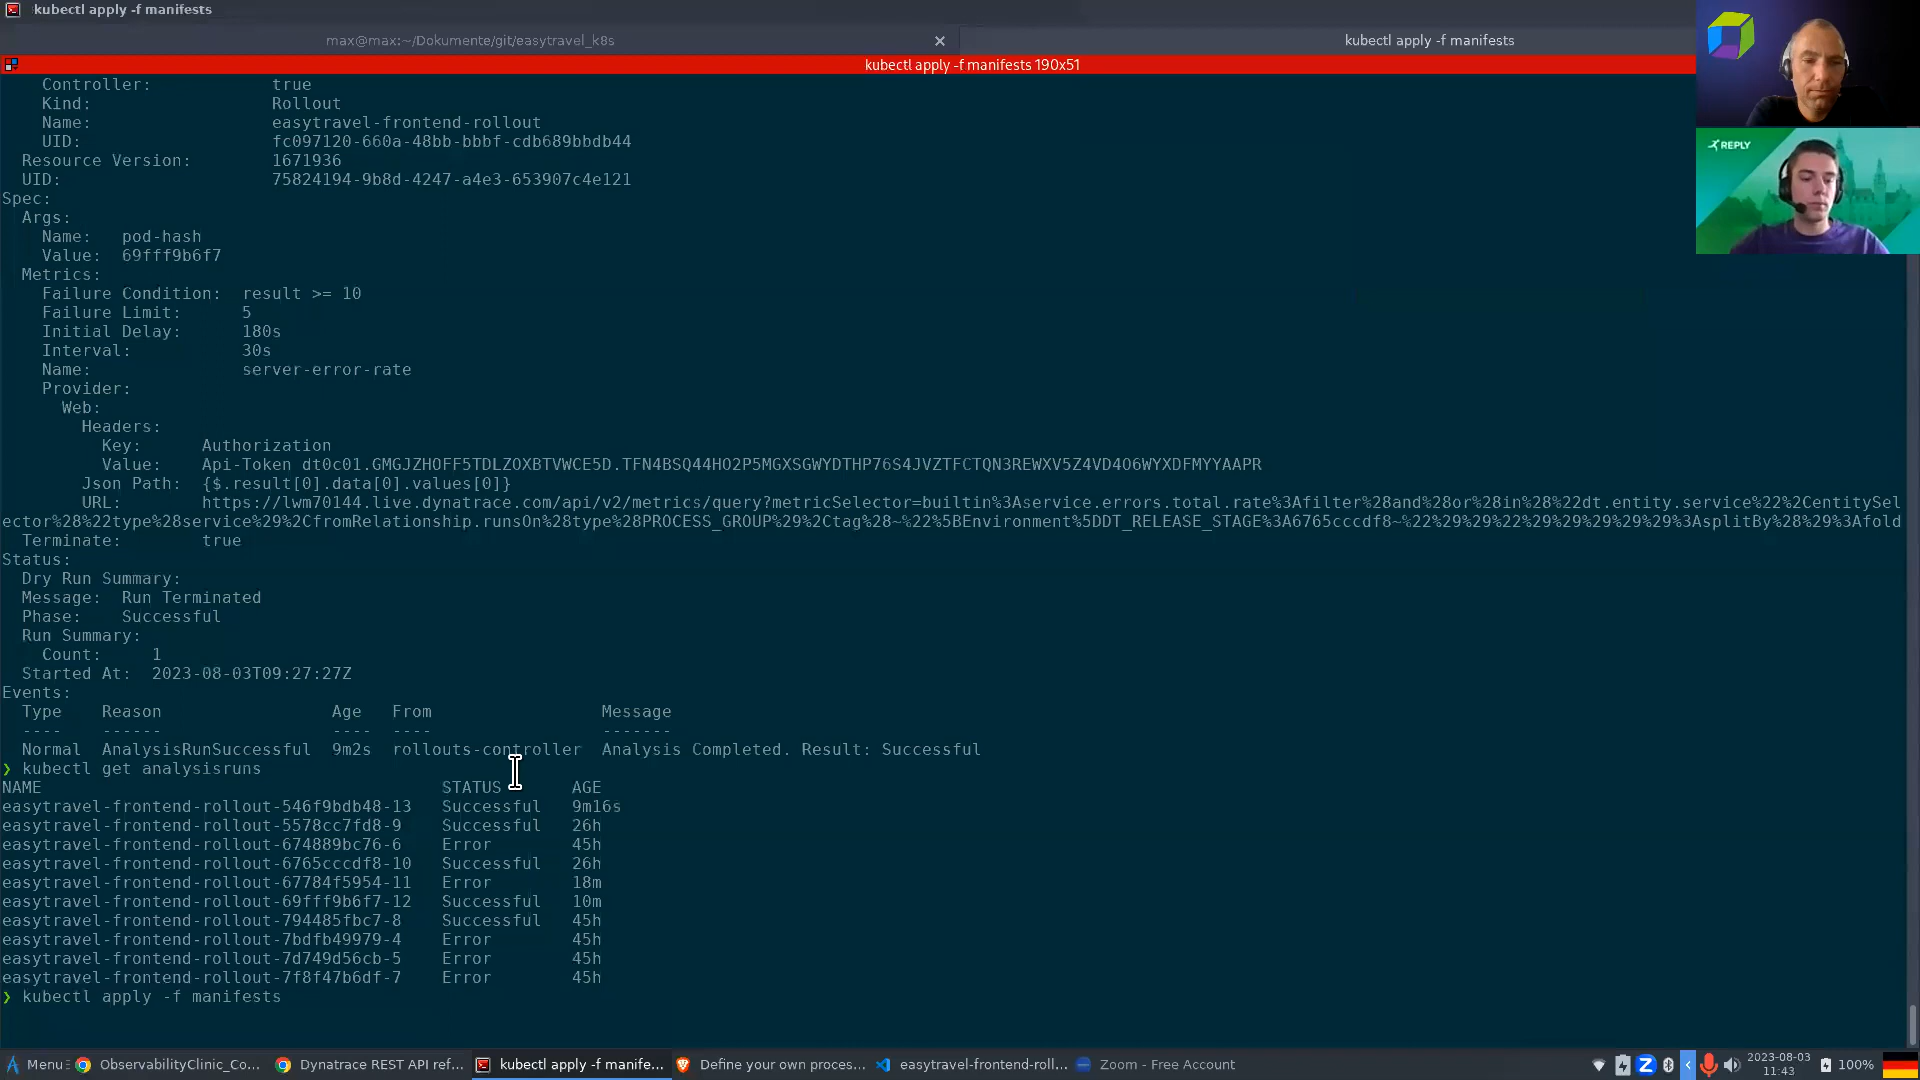 kubectl apply -f manifests
max@max:~/Dokumente/git/easytravel_k8s
kubectl apply -f manifests
kubectl apply -f manifests 190x51
REPLY
Controller: true
Kind: Rollout
Name: easytravel-frontend-rollout
UID: fc097120-660a-48bb-bbbf-cdb689bbdb44
Resource Version: 1671936
UID: 75824194-9b8d-4247-a4e3-653907c4e121
Spec:
Args:
Name: pod-hash
Value: 69fff9b6f7
Metrics:
Failure Condition: result >= 10
Failure Limit: 5
Initial Delay: 180s
Interval: 30s
Name: server-error-rate
Provider:
Web:
Headers:
Key: Authorization
Value: Api-Token dt0c01.GMGJZHOFF5TDLZOXBTVWCE5D.TFN4BSQ44HO2P5MGXSGWYDTHP76S4JVZTFCTQN3REWXV5Z4VD4O6WYXDFMYYAAPR
Json Path: {$.result[0].data[0].values[0]}
URL: https://lwm70144.live.dynatrace.com/api/v2/metrics/query?metricSelector=builtin%3Aservice.errors.total.rate%3Afilter%28and%28or%28in%28%22dt.entity.service%22%2CentitySel
ector%28%22type%28service%29%2CfromRelationship.runsOn%28type%28PROCESS_GROUP%29%2Ctag%28~%22%5BEnvironment%5DDT_RELEASE_STAGE%3A6765cccdf8~%22%29%29%22%29%29%29%29%3AsplitBy%28%29%3Afold
Terminate: true
Status:
Dry Run Summary:
Message: Run Terminated
Phase: Successful
Run Summary:
Count: 1
Started At: 2023-08-03T09:27:27Z
Events:
Type Reason Age From Message
---- ------ ---- ---- -------
Normal AnalysisRunSuccessful 9m2s rollouts-controller Analysis Completed. Result: Successful
❯ kubectl get analysisruns
NAME STATUS AGE
easytravel-frontend-rollout-546f9bdb48-13 Successful 9m16s
easytravel-frontend-rollout-5578cc7fd8-9 Successful 26h
easytravel-frontend-rollout-674889bc76-6 Error 45h
easytravel-frontend-rollout-6765cccdf8-10 Successful 26h
easytravel-frontend-rollout-67784f5954-11 Error 18m
easytravel-frontend-rollout-69fff9b6f7-12 Successful 10m
easytravel-frontend-rollout-794485fbc7-8 Successful 45h
easytravel-frontend-rollout-7bdfb49979-4 Error 45h
easytravel-frontend-rollout-7d749d56cb-5 Error 45h
easytravel-frontend-rollout-7f8f47b6df-7 Error 45h
❯ kubectl apply -f manifests
Menu ObservabilityClinic_Co... Dynatrace REST API ref... kubectl apply -f manife... Define your own proces... easytravel-frontend-roll... Zoom - Free Account 2023-08-03 100%
11:43